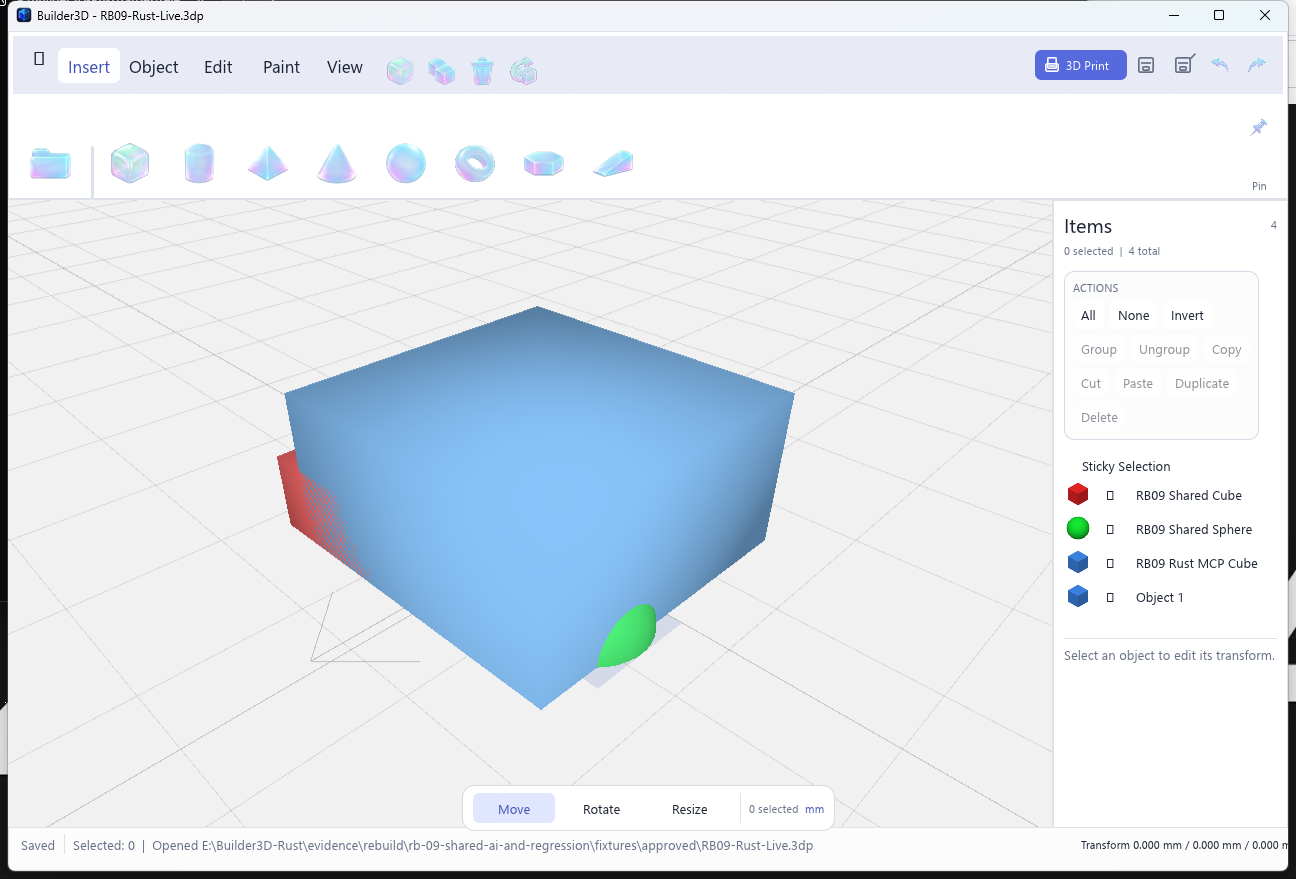 Builder3D - RB09-Rust-Live.3dp
Insert Object Edit Paint View 3D Print
Pin
Items 4
0 selected | 4 total
ACTIONS
All None Invert
Group Ungroup Copy
Cut Paste Duplicate
Delete
Sticky Selection
RB09 Shared Cube
RB09 Shared Sphere
RB09 Rust MCP Cube
Object 1
Select an object to edit its transform.
Move Rotate Resize 0 selected mm
Saved Selected: 0 | Opened E:\Builder3D-Rust\evidence\rebuild\rb-09-shared-ai-and-regression\fixtures\approved\RB09-Rust-Live.3dp Transform 0.000 mm / 0.000 mm / 0.000